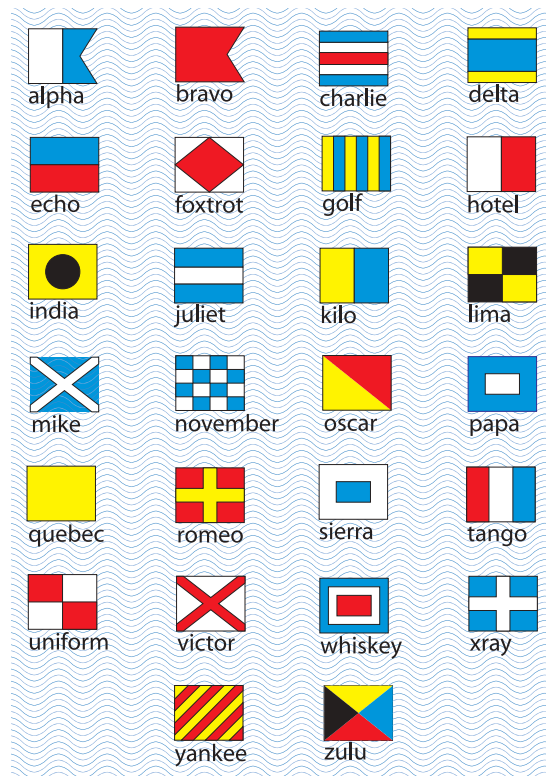 alpha bravo charlie delta
echo foxtrot golf hotel
india juliet kilo lima
mike november oscar papa
quebec romeo sierra tango
uniform victor whiskey xray
yankee zulu